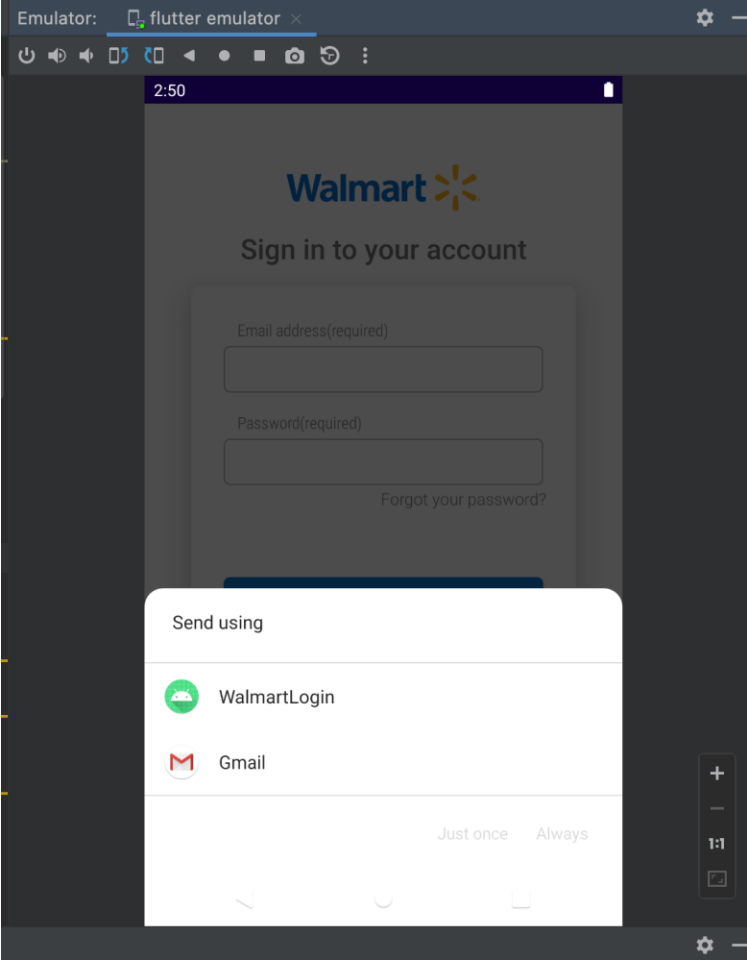 Emulator: flutter emulator
2:50
Walmart
Sign in to your account
Email address(required)
Password(required)
Forgot your password?
Send using
WalmartLogin
Gmail
Just once Always
1:1